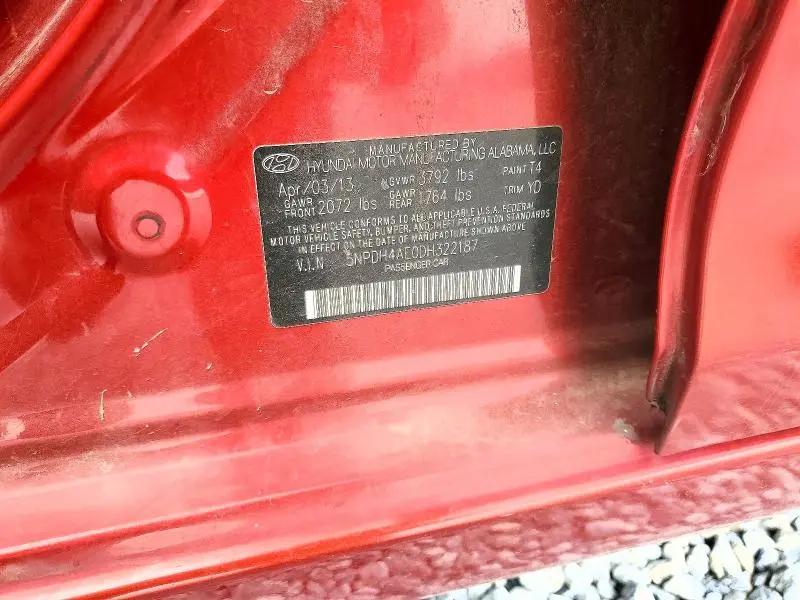 MANUFACTURED BY
HYUNDAI MOTOR MANUFACTURING ALABAMA, LLC
Apr/03/13 GVWR 3792 lbs PAINT T4
GAWR FRONT 2072 lbs GAWR REAR 1764 lbs TRIM YD
THIS VEHICLE CONFORMS TO ALL APPLICABLE U.S.A. FEDERAL
MOTOR VEHICLE SAFETY, BUMPER, AND THEFT PREVENTION STANDARDS
IN EFFECT ON THE DATE OF MANUFACTURE SHOWN ABOVE
V.I.N 5NPDH4AE0DH322187
PASSENGER CAR